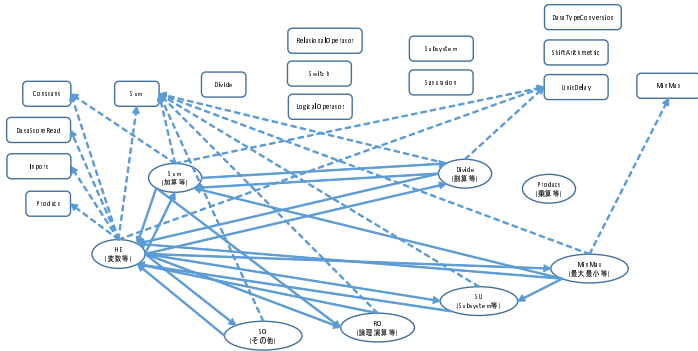 DataTypeConversion
RelationalOperator
Subsystem
ShiftArithmetric
Switch
Saturation
Divide
UnitDelay
MinMax
Constant
Sum
LogicalOperator
DataStoreRead
Inport
Product
Sum
(加算等)
Divide
(割算等)
Product
(乗算等)
HE
(変数等)
MinMax
(最大最小等)
SU
(Subsystem等)
SO
(その他)
RO
(論理演算等)